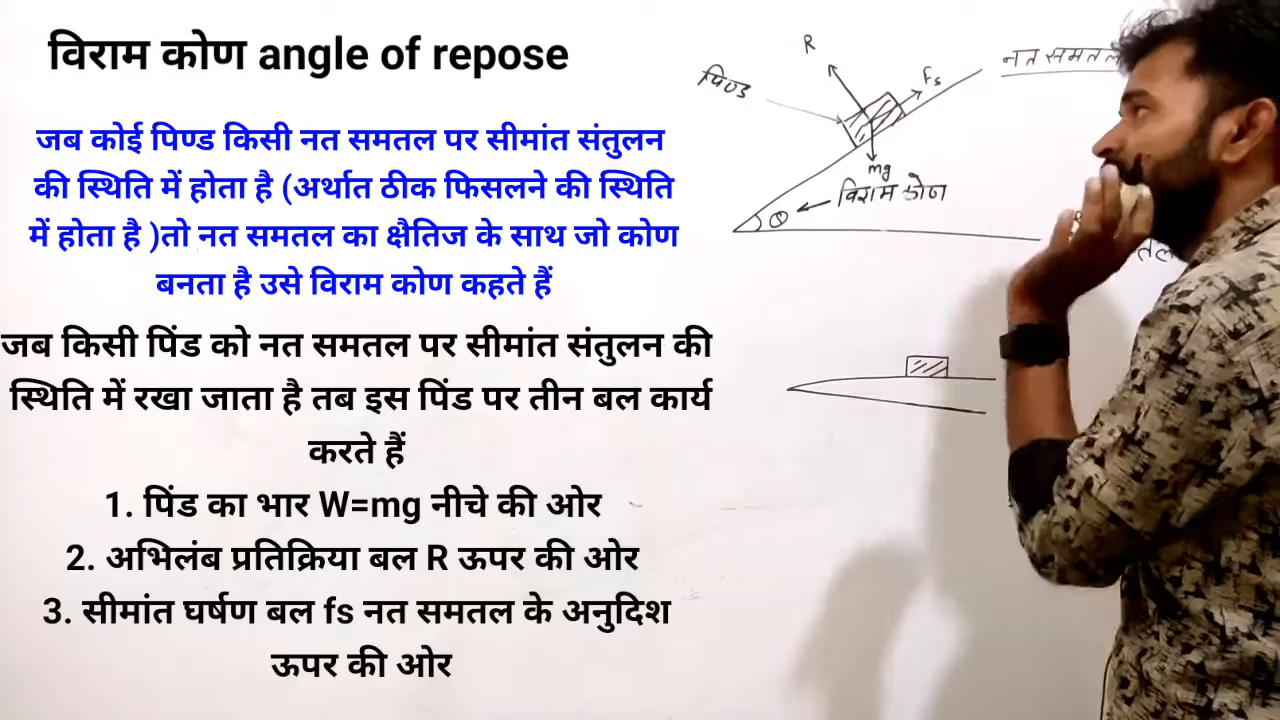 विराम कोण angle of repose
जब कोई पिण्ड किसी नत समतल पर सीमांत संतुलन
की स्थिति में होता है (अर्थात ठीक फिसलने की स्थिति
में होता है )तो नत समतल का क्षैतिज के साथ जो कोण
बनता है उसे विराम कोण कहते हैं
जब किसी पिंड को नत समतल पर सीमांत संतुलन की
स्थिति में रखा जाता है तब इस पिंड पर तीन बल कार्य
करते हैं
1. पिंड का भार W=mg नीचे की ओर
2. अभिलंब प्रतिक्रिया बल R ऊपर की ओर
3. सीमांत घर्षण बल fs नत समतल के अनुदिश
ऊपर की ओर
R
पिण्ड
fs
नत समतल
mg
विराम कोण
θ